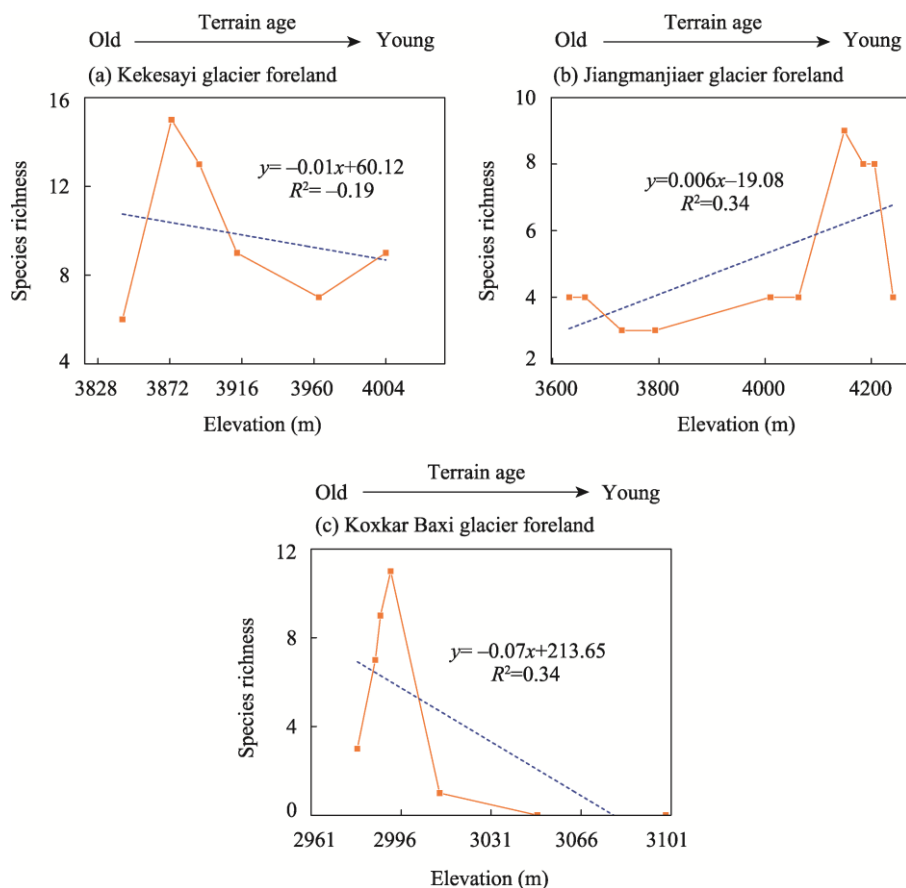 Terrain age
Old Young
(a) Kekesayi glacier foreland
16
12
8
4
Species richness
y= –0.01x+60.12
R²= –0.19
3828 3872 3916 3960 4004
Elevation (m)
Terrain age
Old Young
(b) Jiangmanjiaer glacier foreland
10
8
6
4
2
Species richness
y=0.006x–19.08
R²=0.34
3600 3800 4000 4200
Elevation (m)
Terrain age
Old Young
(c) Koxkar Baxi glacier foreland
12
8
4
0
Species richness
y= –0.07x+213.65
R²=0.34
2961 2996 3031 3066 3101
Elevation (m)